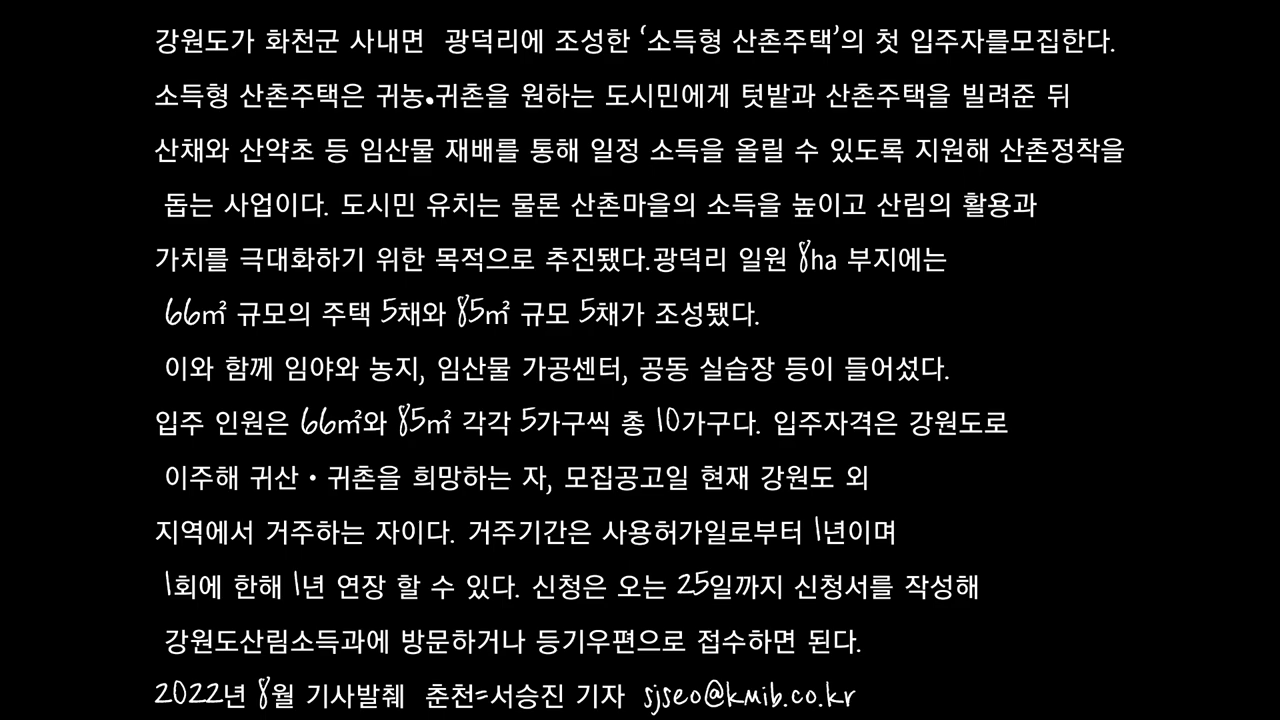 강원도가 화천군 사내면 광덕리에 조성한 ‘소득형 산촌주택’의 첫 입주자를모집한다.
소득형 산촌주택은 귀농•귀촌을 원하는 도시민에게 텃밭과 산촌주택을 빌려준 뒤
산채와 산약초 등 임산물 재배를 통해 일정 소득을 올릴 수 있도록 지원해 산촌정착을
돕는 사업이다. 도시민 유치는 물론 산촌마을의 소득을 높이고 산림의 활용과
가치를 극대화하기 위한 목적으로 추진됐다.광덕리 일원 8ha 부지에는
66㎡ 규모의 주택 5채와 85㎡ 규모 5채가 조성됐다.
이와 함께 임야와 농지, 임산물 가공센터, 공동 실습장 등이 들어섰다.
입주 인원은 66㎡와 85㎡ 각각 5가구씩 총 10가구다. 입주자격은 강원도로
이주해 귀산·귀촌을 희망하는 자, 모집공고일 현재 강원도 외
지역에서 거주하는 자이다. 거주기간은 사용허가일로부터 1년이며
1회에 한해 1년 연장 할 수 있다. 신청은 오는 25일까지 신청서를 작성해
강원도산림소득과에 방문하거나 등기우편으로 접수하면 된다.
2022년 8월 기사발췌 춘천=서승진 기자 sjseo@kmib.co.kr